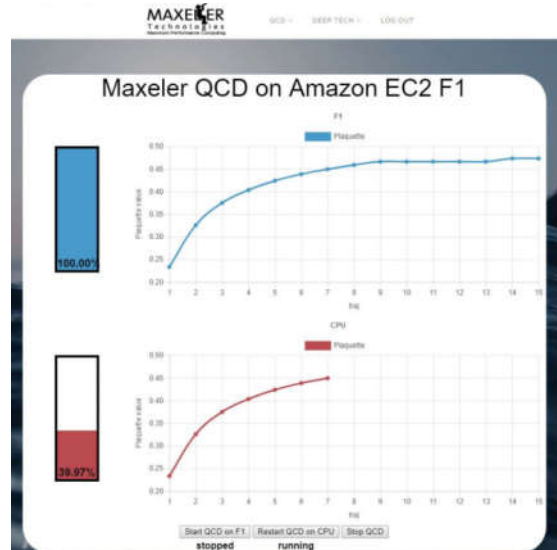 MAXELER
Technologies
Maximum Performance Computing
QCD
DEEP TECH
LOG OUT
Maxeler QCD on Amazon EC2 F1
F1
Plaquette
100.00%
Plaquette value
0.50
0.45
0.40
0.35
0.30
0.25
0.20
1 2 3 4 5 6 7 8 9 10 11 12 13 14 15
traj
CPU
Plaquette
39.97%
Plaquette value
0.50
0.45
0.40
0.35
0.30
0.25
0.20
1 2 3 4 5 6 7 8 9 10 11 12 13 14 15
traj
Start QCD on F1 Restart QCD on CPU Stop QCD
stopped running